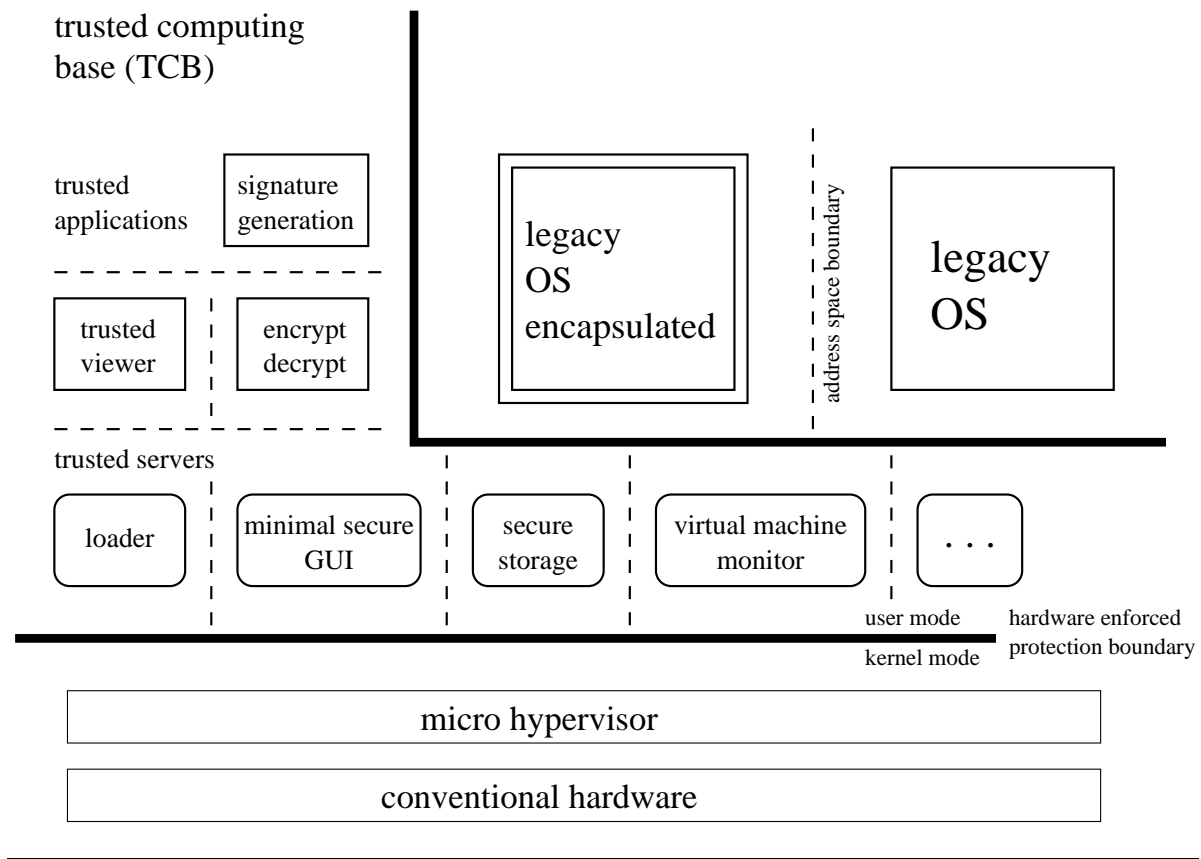 trusted computing
base (TCB)
trusted
applications
signature
generation
legacy
OS
encapsulated
address space boundary
legacy
OS
trusted
viewer
encrypt
decrypt
trusted servers
loader
minimal secure
GUI
secure
storage
virtual machine
monitor
. . .
user mode
kernel mode
hardware enforced
protection boundary
micro hypervisor
conventional hardware